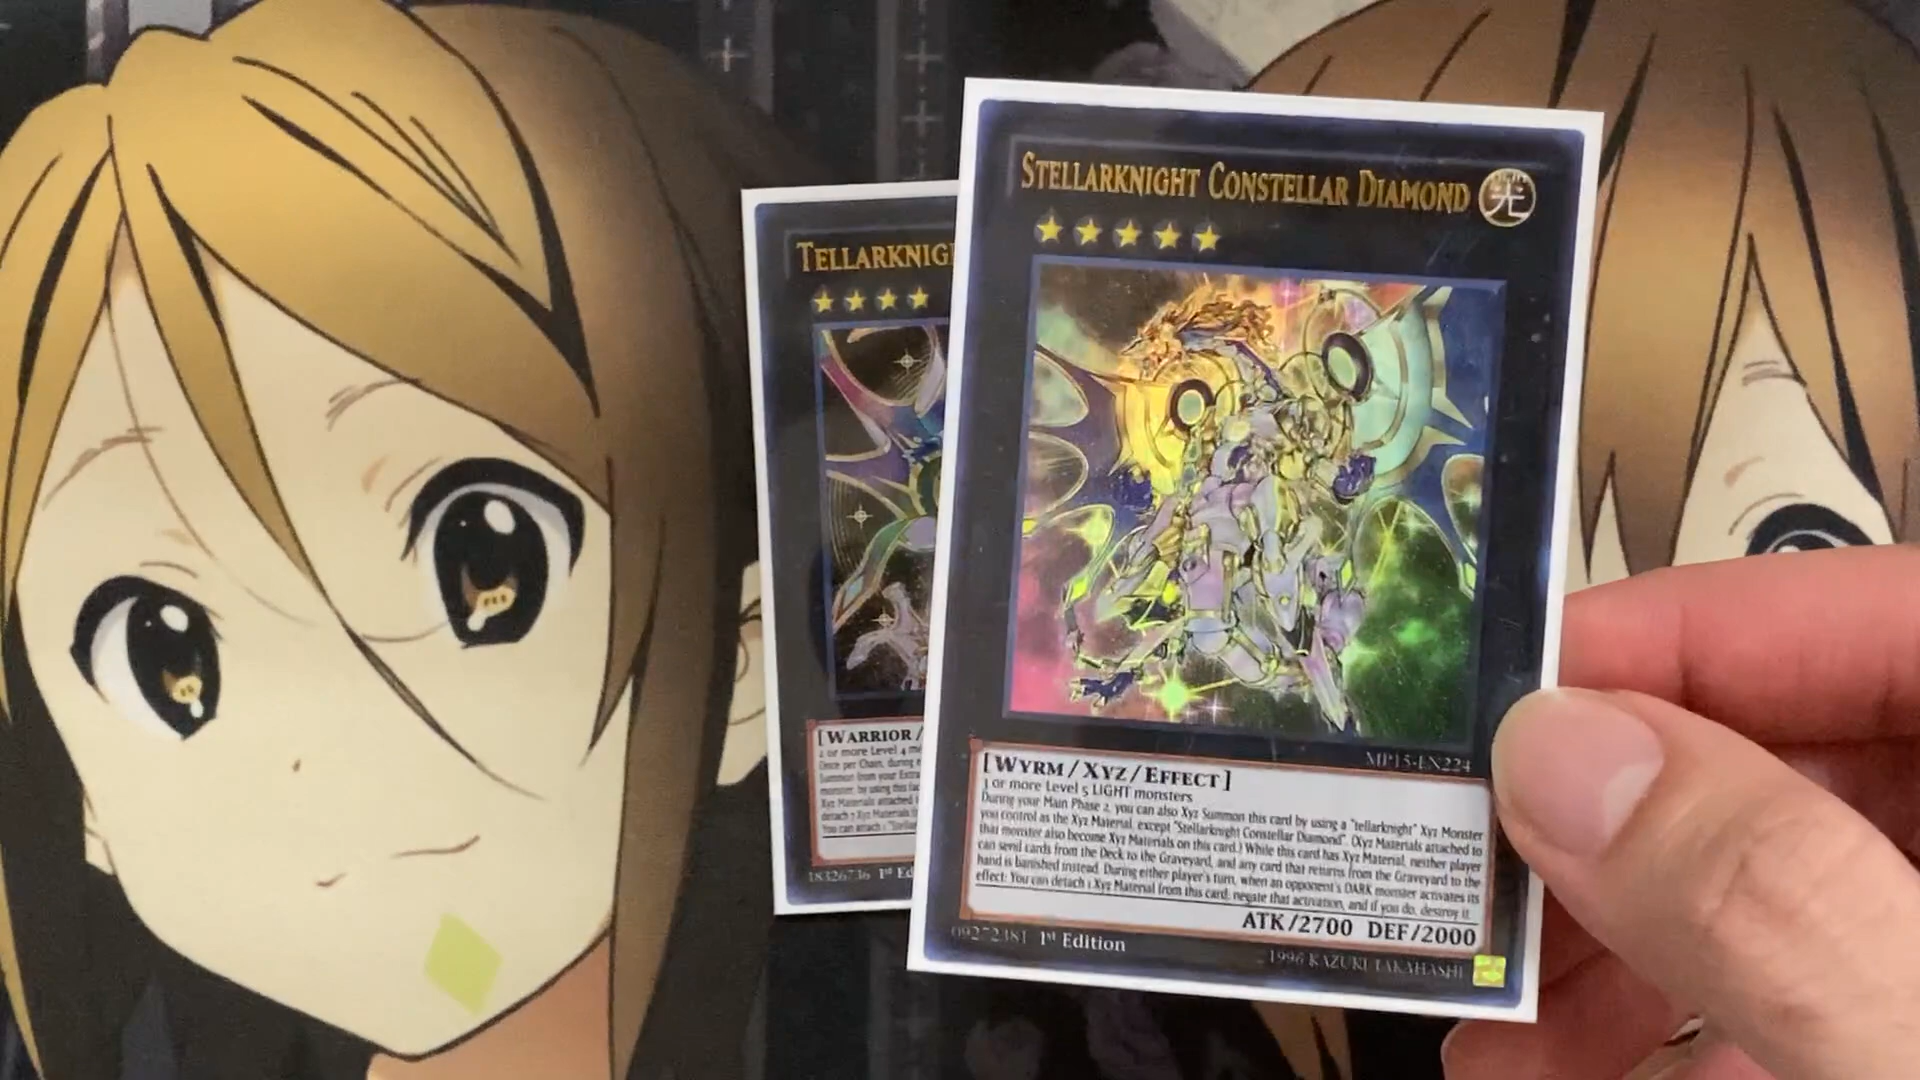 TELLARKNIG
[WARRIOR/
2 or more Level 4 m
Once per Chain, during
Summon from your Extra
monster, by using this
Xyz Materials attached
You can attach 1 "Stellar
18326736 1st Ed
STELLARKNIGHT CONSTELLAR DIAMOND
LIGHT
光
MP15-EN224
[WYRM/XYZ/EFFECT]
3 or more Level 5 LIGHT monsters
During your Main Phase 2, you can also Xyz Summon this card by using a "tellarknight" Xyz Monster
you control as the Xyz Material, except "Stellarknight Constellar Diamond". (Xyz Materials attached to
that monster also become Xyz Materials on this card.) While this card has Xyz Material, neither player
can send cards from the Deck to the Graveyard, and any card that returns from the Graveyard to the
hand is banished instead. During either player's turn, when an opponent's DARK monster activates its
effect: You can detach 1 Xyz Material from this card; negate that activation, and if you do, destroy it.
ATK/2700 DEF/2000
09272381 1st Edition
1996 KAZUKI TAKAHASHI